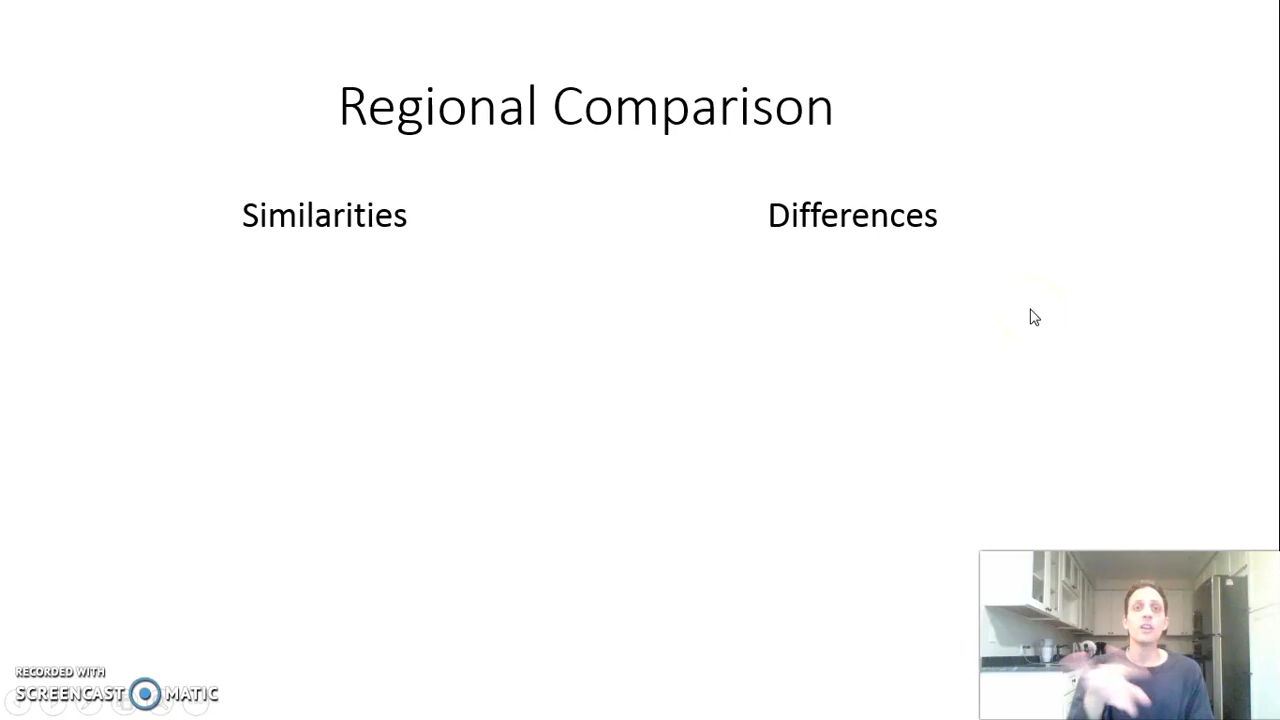 Regional Comparison
Similarities
Differences
RECORDED WITH
SCREENCAST MATIC